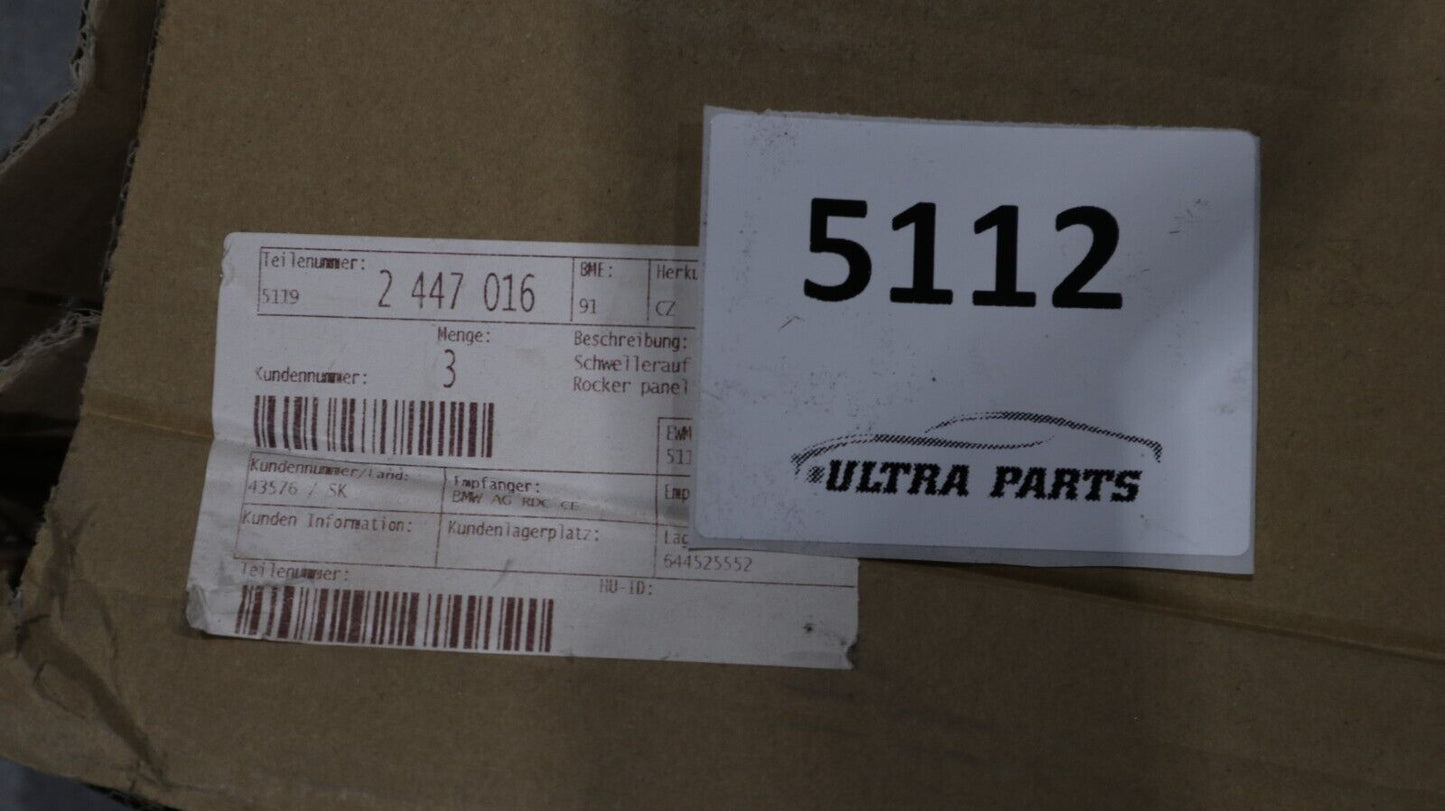 Teilenummer:
5119 2 447 016
BME:
91
CZ
Menge:
3
Beschreibung:
Rocker panel
Kundennummer:
Kundennummer/Land:
43576 / SK
Empfänger:
BMW AG RDC CE
Kunden Information:
Kundenlagerplatz:
644525552
Teilenummer:
HU-ID:
5112
ULTRA PARTS